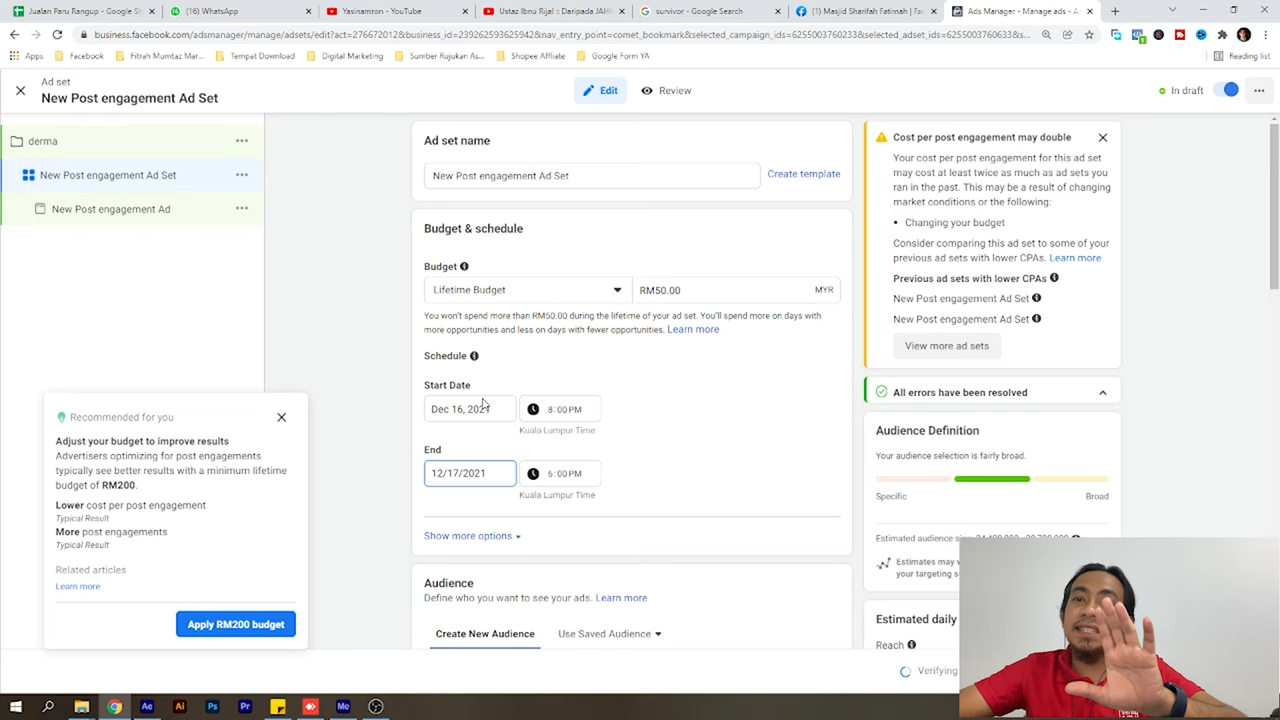 Jualan Paru Rangup - Google Sh
(16) WhatsApp
Yasinamron - YouTube
Ustaz Ibnu Rijal :: Daripada JAHI
survivor - Google Search
(1) Masjid Sharifah Fatimah | Fa
Ads Manager - Manage ads - Ac
business.facebook.com/adsmanager/manage/adsets/edit?act=276672012&business_id=239262593625942&nav_entry_point=comet_bookmark&selected_campaign_ids=6255003760233&selected_adset_ids=6255003760633&s...
Apps
Facebook
Fitrah Mumtaz Mar...
Tempat Download
Digital Marketing
Sumber Rujukan As...
Shopee Affliate
Google Form YA
Reading list
Ad set
New Post engagement Ad Set
Edit
Review
In draft
derma
New Post engagement Ad Set
New Post engagement Ad
Ad set name
New Post engagement Ad Set
Create template
Budget & schedule
Budget
Lifetime Budget
RM50.00
MYR
You won't spend more than RM50.00 during the lifetime of your ad set. You'll spend more on days with
more opportunities and less on days with fewer opportunities. Learn more
Schedule
Start Date
Dec 16, 2021
8:00PM
Kuala Lumpur Time
End
12/17/2021
6:00PM
Kuala Lumpur Time
Show more options
Audience
Define who you want to see your ads. Learn more
Create New Audience
Use Saved Audience
Cost per post engagement may double
Your cost per post engagement for this ad set
may cost at least twice as much as ad sets you
ran in the past. This may be a result of changing
market conditions or the following:
• Changing your budget
Consider comparing this ad set to some of your
previous ad sets with lower CPAs. Learn more
Previous ad sets with lower CPAs
New Post engagement Ad Set
New Post engagement Ad Set
View more ad sets
All errors have been resolved
Audience Definition
Your audience selection is fairly broad.
Specific
Broad
Estimated audience
Estimates may v
your targeting s
Estimated daily
Reach
Verifying
Recommended for you
Adjust your budget to improve results
Advertisers optimizing for post engagements
typically see better results with a minimum lifetime
budget of RM200.
Lower cost per post engagement
Typical Result
More post engagements
Typical Result
Related articles
Learn more
Apply RM200 budget